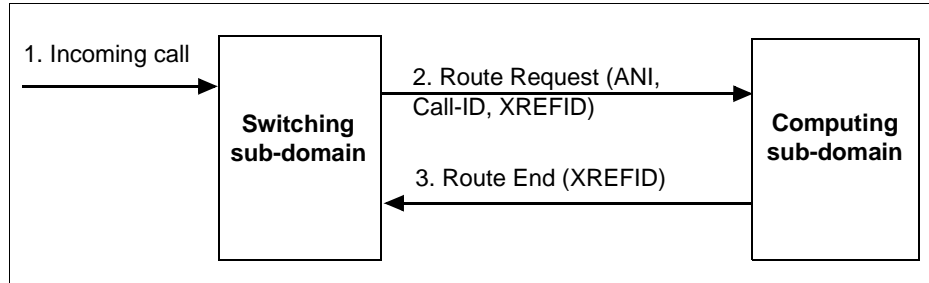 1. Incoming call
2. Route Request (ANI,
Call-ID, XREFID)
Switching
sub-domain
Computing
sub-domain
3. Route End (XREFID)